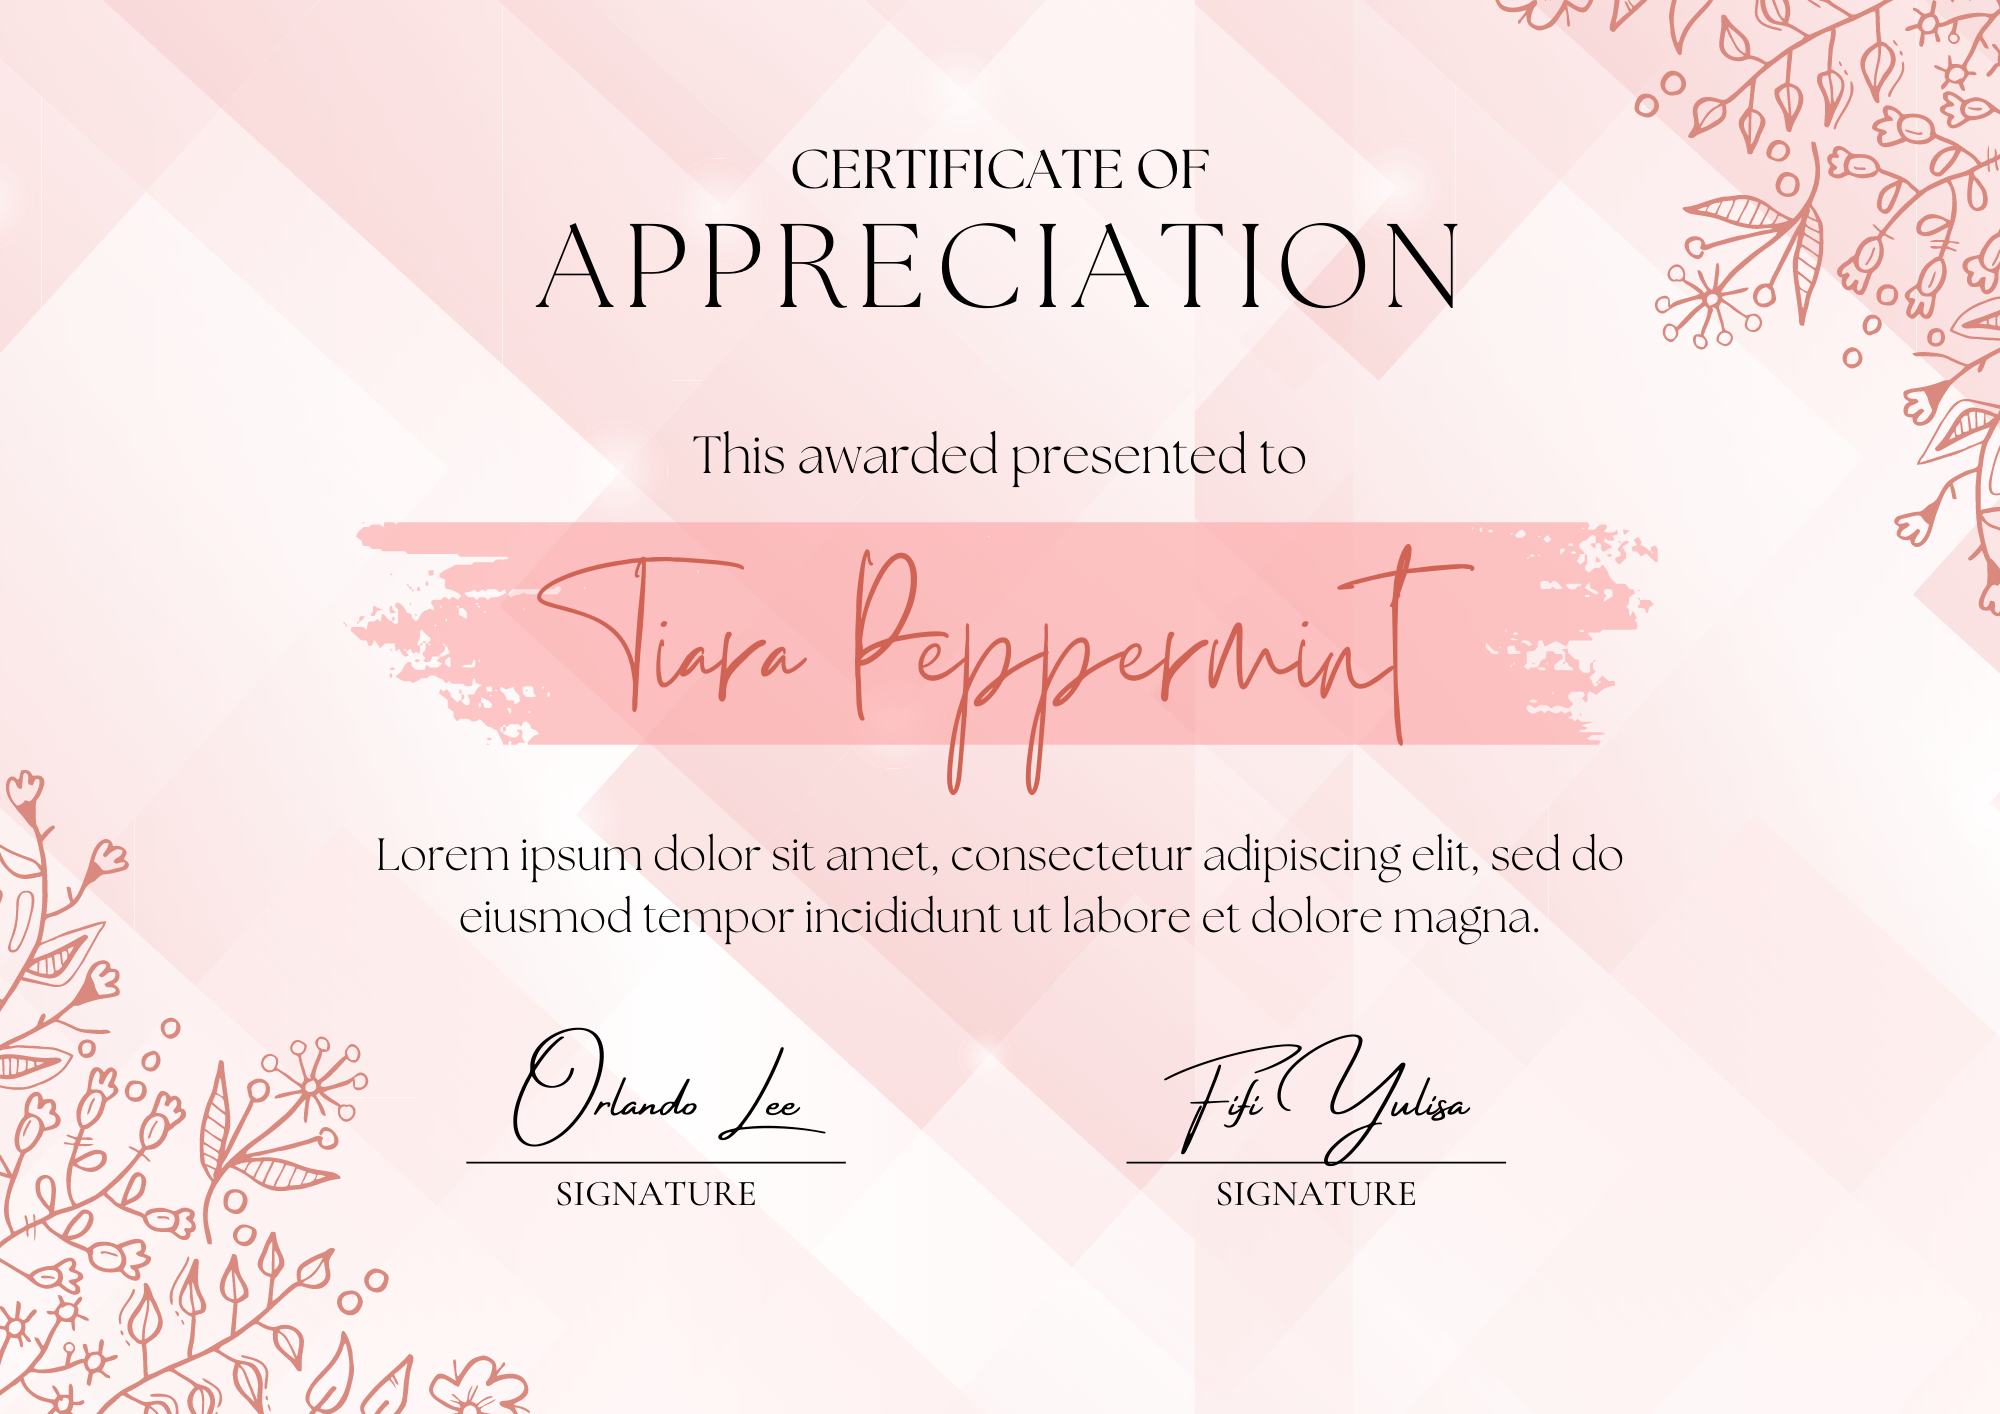 CERTIFICATE OF
APPRECIATION
This awarded presented to
Tiara Peppermint
Lorem ipsum dolor sit amet, consectetur adipiscing elit, sed do
eiusmod tempor incididunt ut labore et dolore magna.
Orlando Lee
SIGNATURE
Fifi Yulisa
SIGNATURE